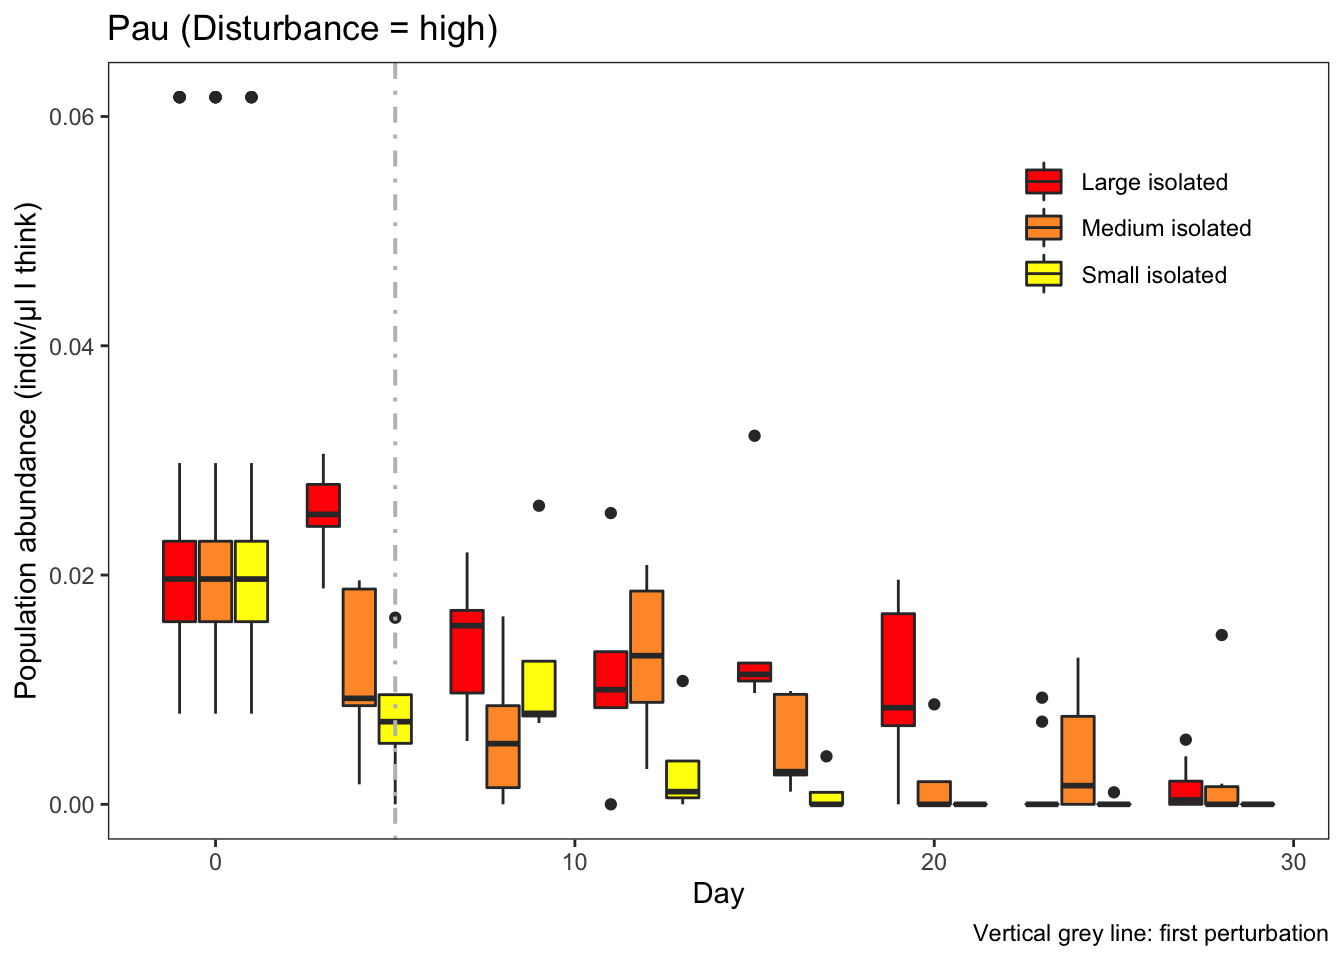 Pau (Disturbance = high)
Population abundance (indiv/μl I think)
0.06
0.04
0.02
0.00
Large isolated
Medium isolated
Small isolated
0
10
20
30
Day
Vertical grey line: first perturbation